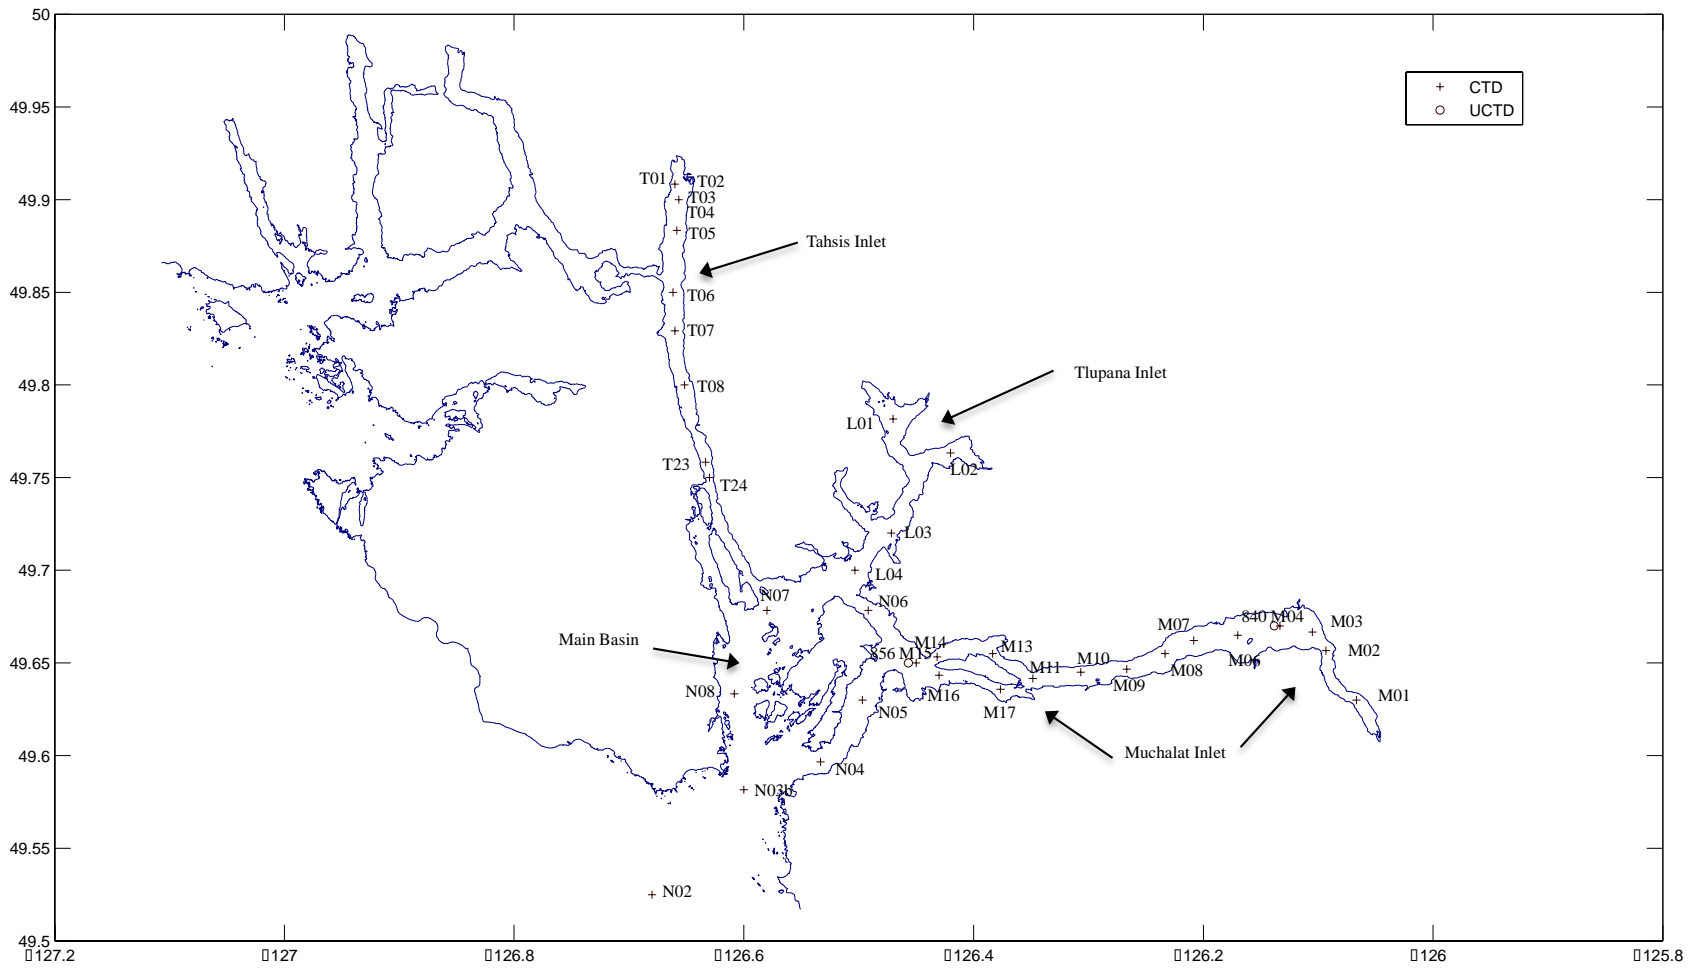 50
49.95
49.9
49.85
49.8
49.75
49.7
49.65
49.6
49.55
49.5
CTD
UCTD
T01
T02
T03
T04
T05
Tahsis Inlet
T06
T07
T08
Tlupana Inlet
L01
L02
T23
T24
L03
L04
N07
N06
840 M04
M03
M07
Main Basin
M14
M13
856 M15
M02
M10
M06
M11
M08
M09
N08
M16
M01
N05
M17
Muchalat Inlet
N04
N03b
N02
▯127.2
▯127
▯126.8
▯126.6
▯126.4
▯126.2
▯126
▯125.8